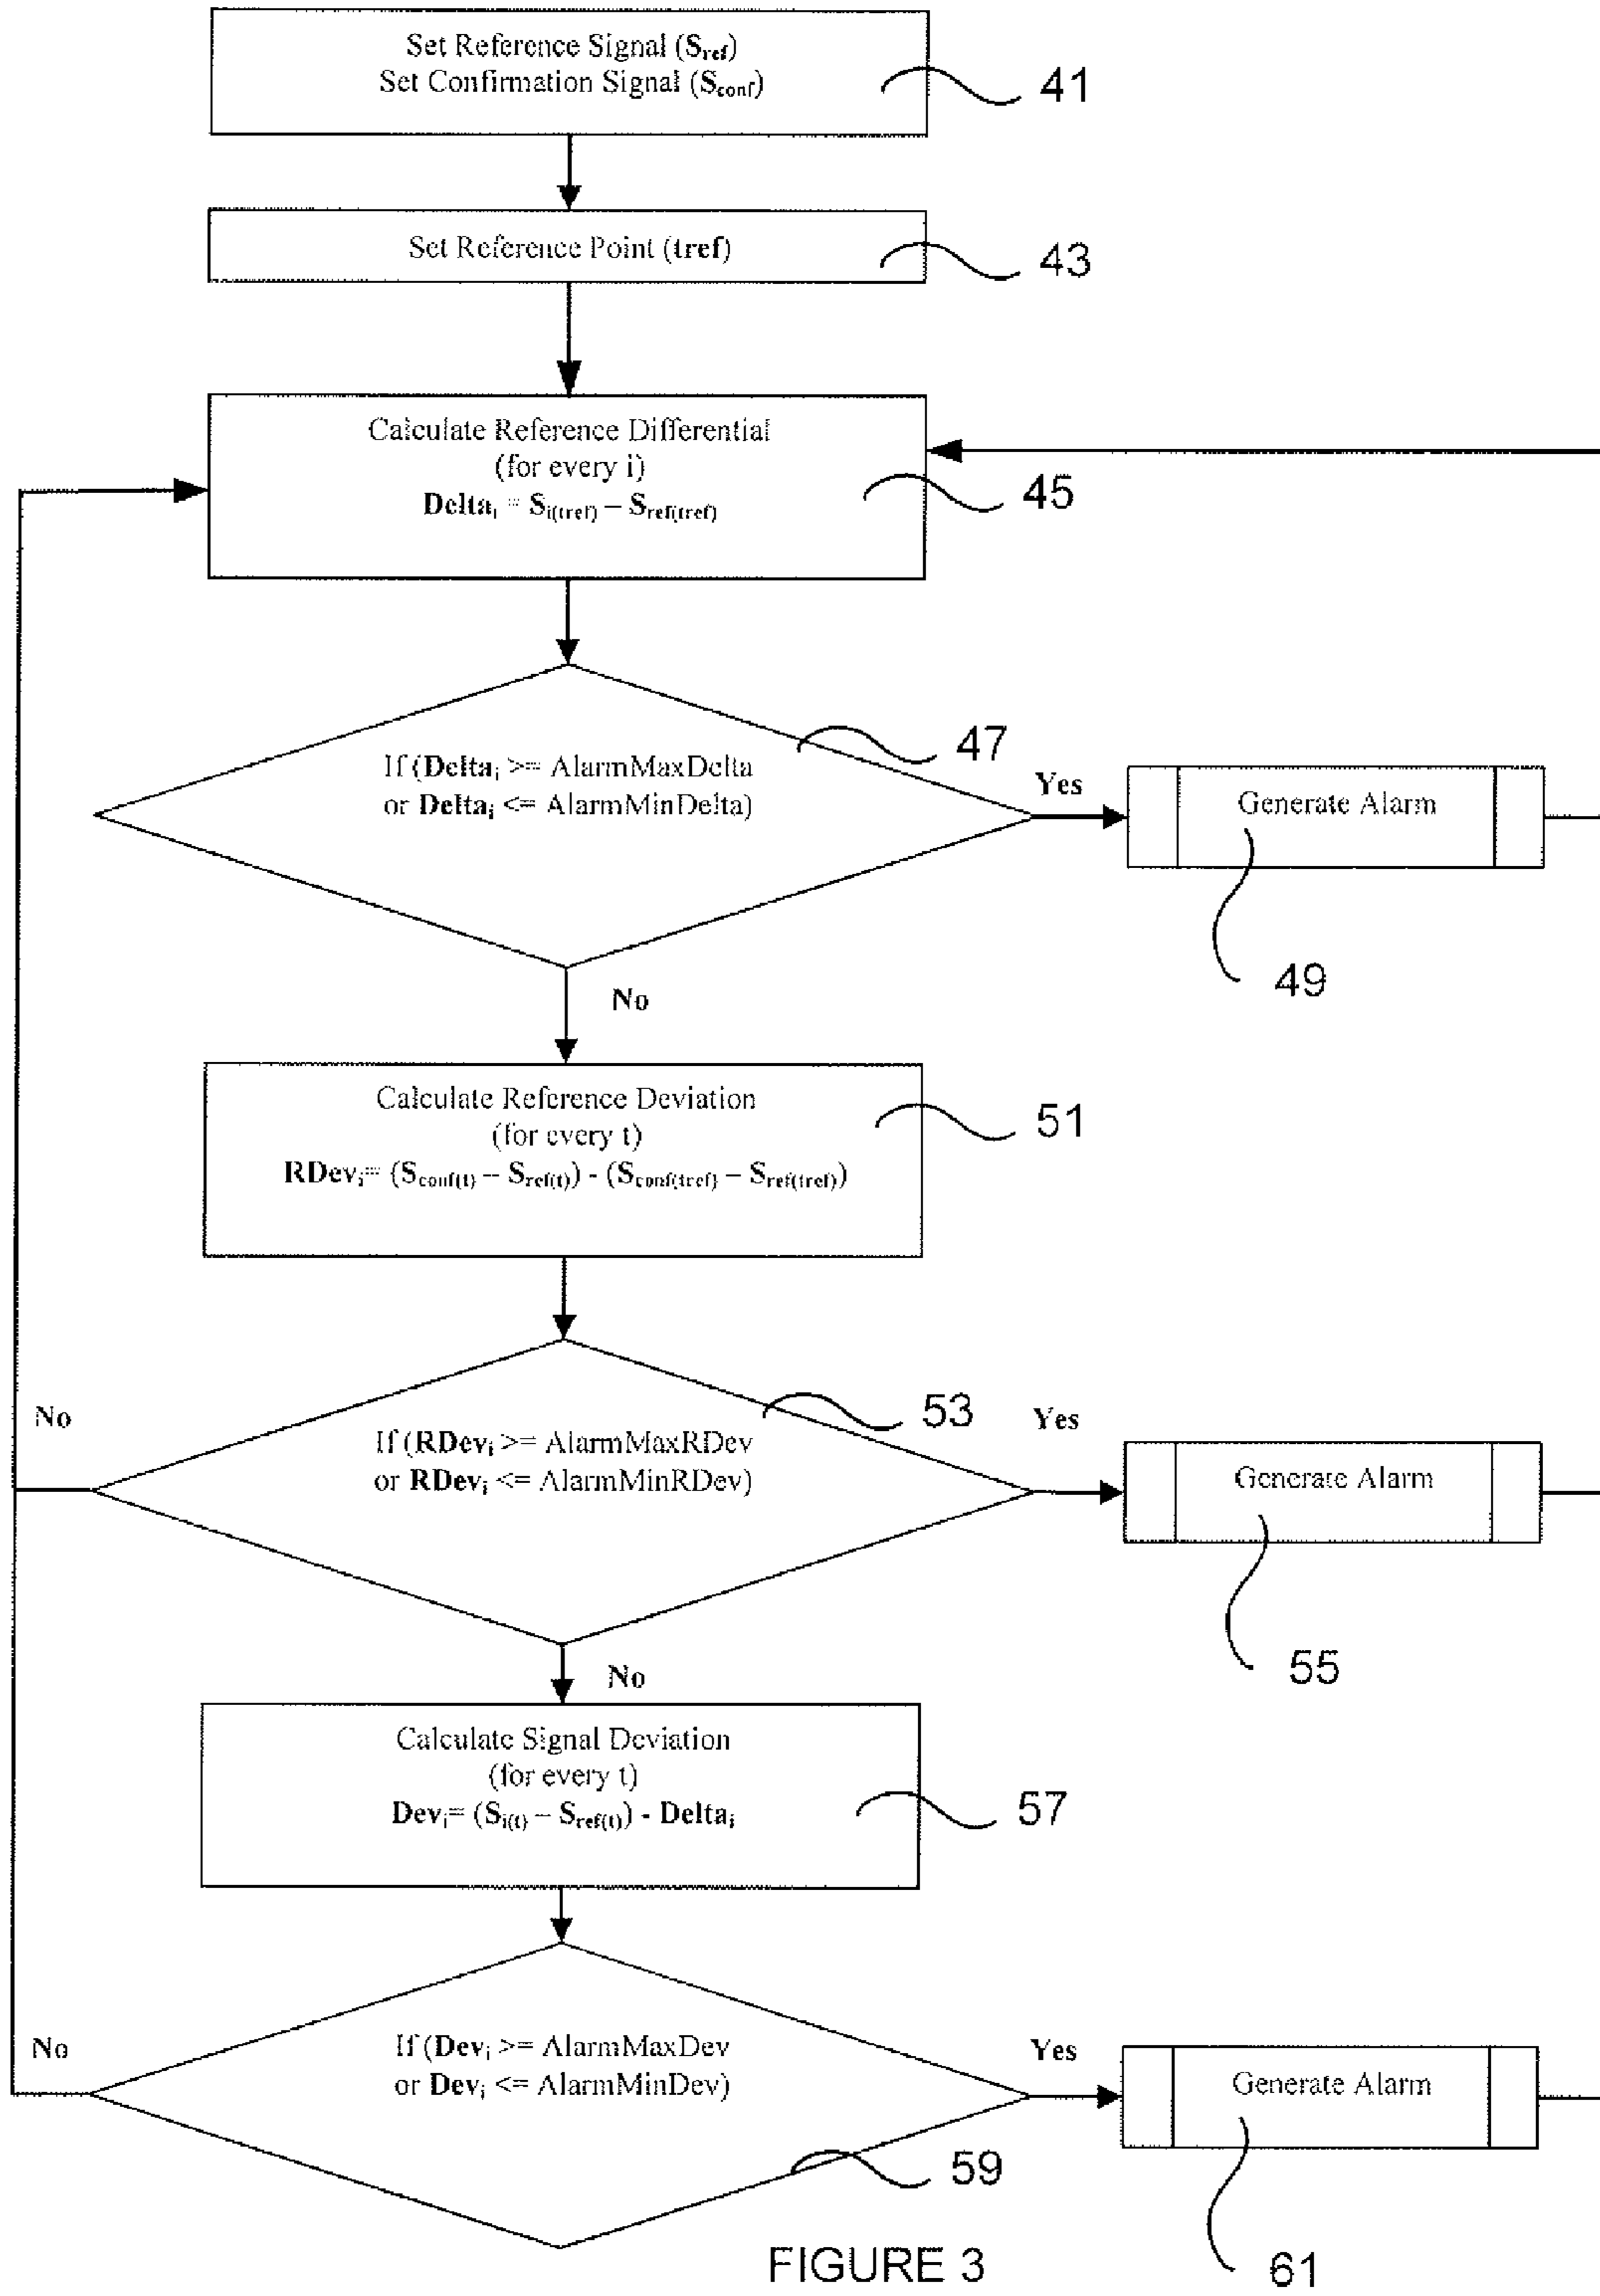 Set Reference Signal (Sref)
Set Confirmation Signal (Sconf)
41
Set Reference Point (tref)
43
Calculate Reference Differential
(for every i)
Deltai = Si(tref) – Sref(tref)
45
If (Deltai >= AlarmMaxDelta
or Deltai <= AlarmMinDelta)
47
Yes
Generate Alarm
49
No
Calculate Reference Deviation
(for every t)
RDevi= (Sconf(t) – Sref(t)) - (Sconf(tref) – Sref(tref))
51
No
If (RDevi >= AlarmMaxRDev
or RDevi <= AlarmMinRDev)
53
Yes
Generate Alarm
55
No
Calculate Signal Deviation
(for every t)
Devi= (Si(t) – Sref(t)) - Deltai
57
No
If (Devi >= AlarmMaxDev
or Devi <= AlarmMinDev)
59
Yes
Generate Alarm
61
FIGURE 3